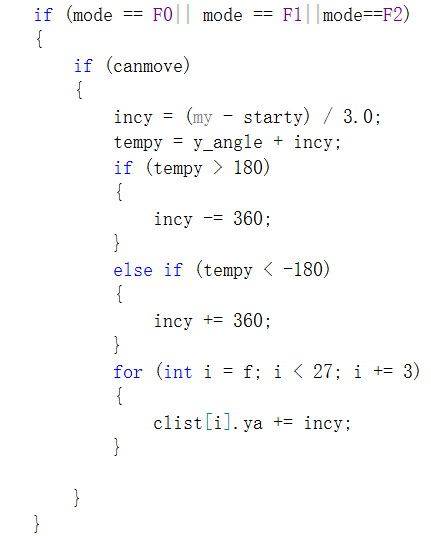 if (mode == F0|| mode == F1||mode==F2)
{
if (canmove)
{
incy = (my - starty) / 3.0;
tempy = y_angle + incy;
if (tempy > 180)
{
incy -= 360;
}
else if (tempy < -180)
{
incy += 360;
}
for (int i = f; i < 27; i += 3)
{
clist[i].ya += incy;
}
}
}